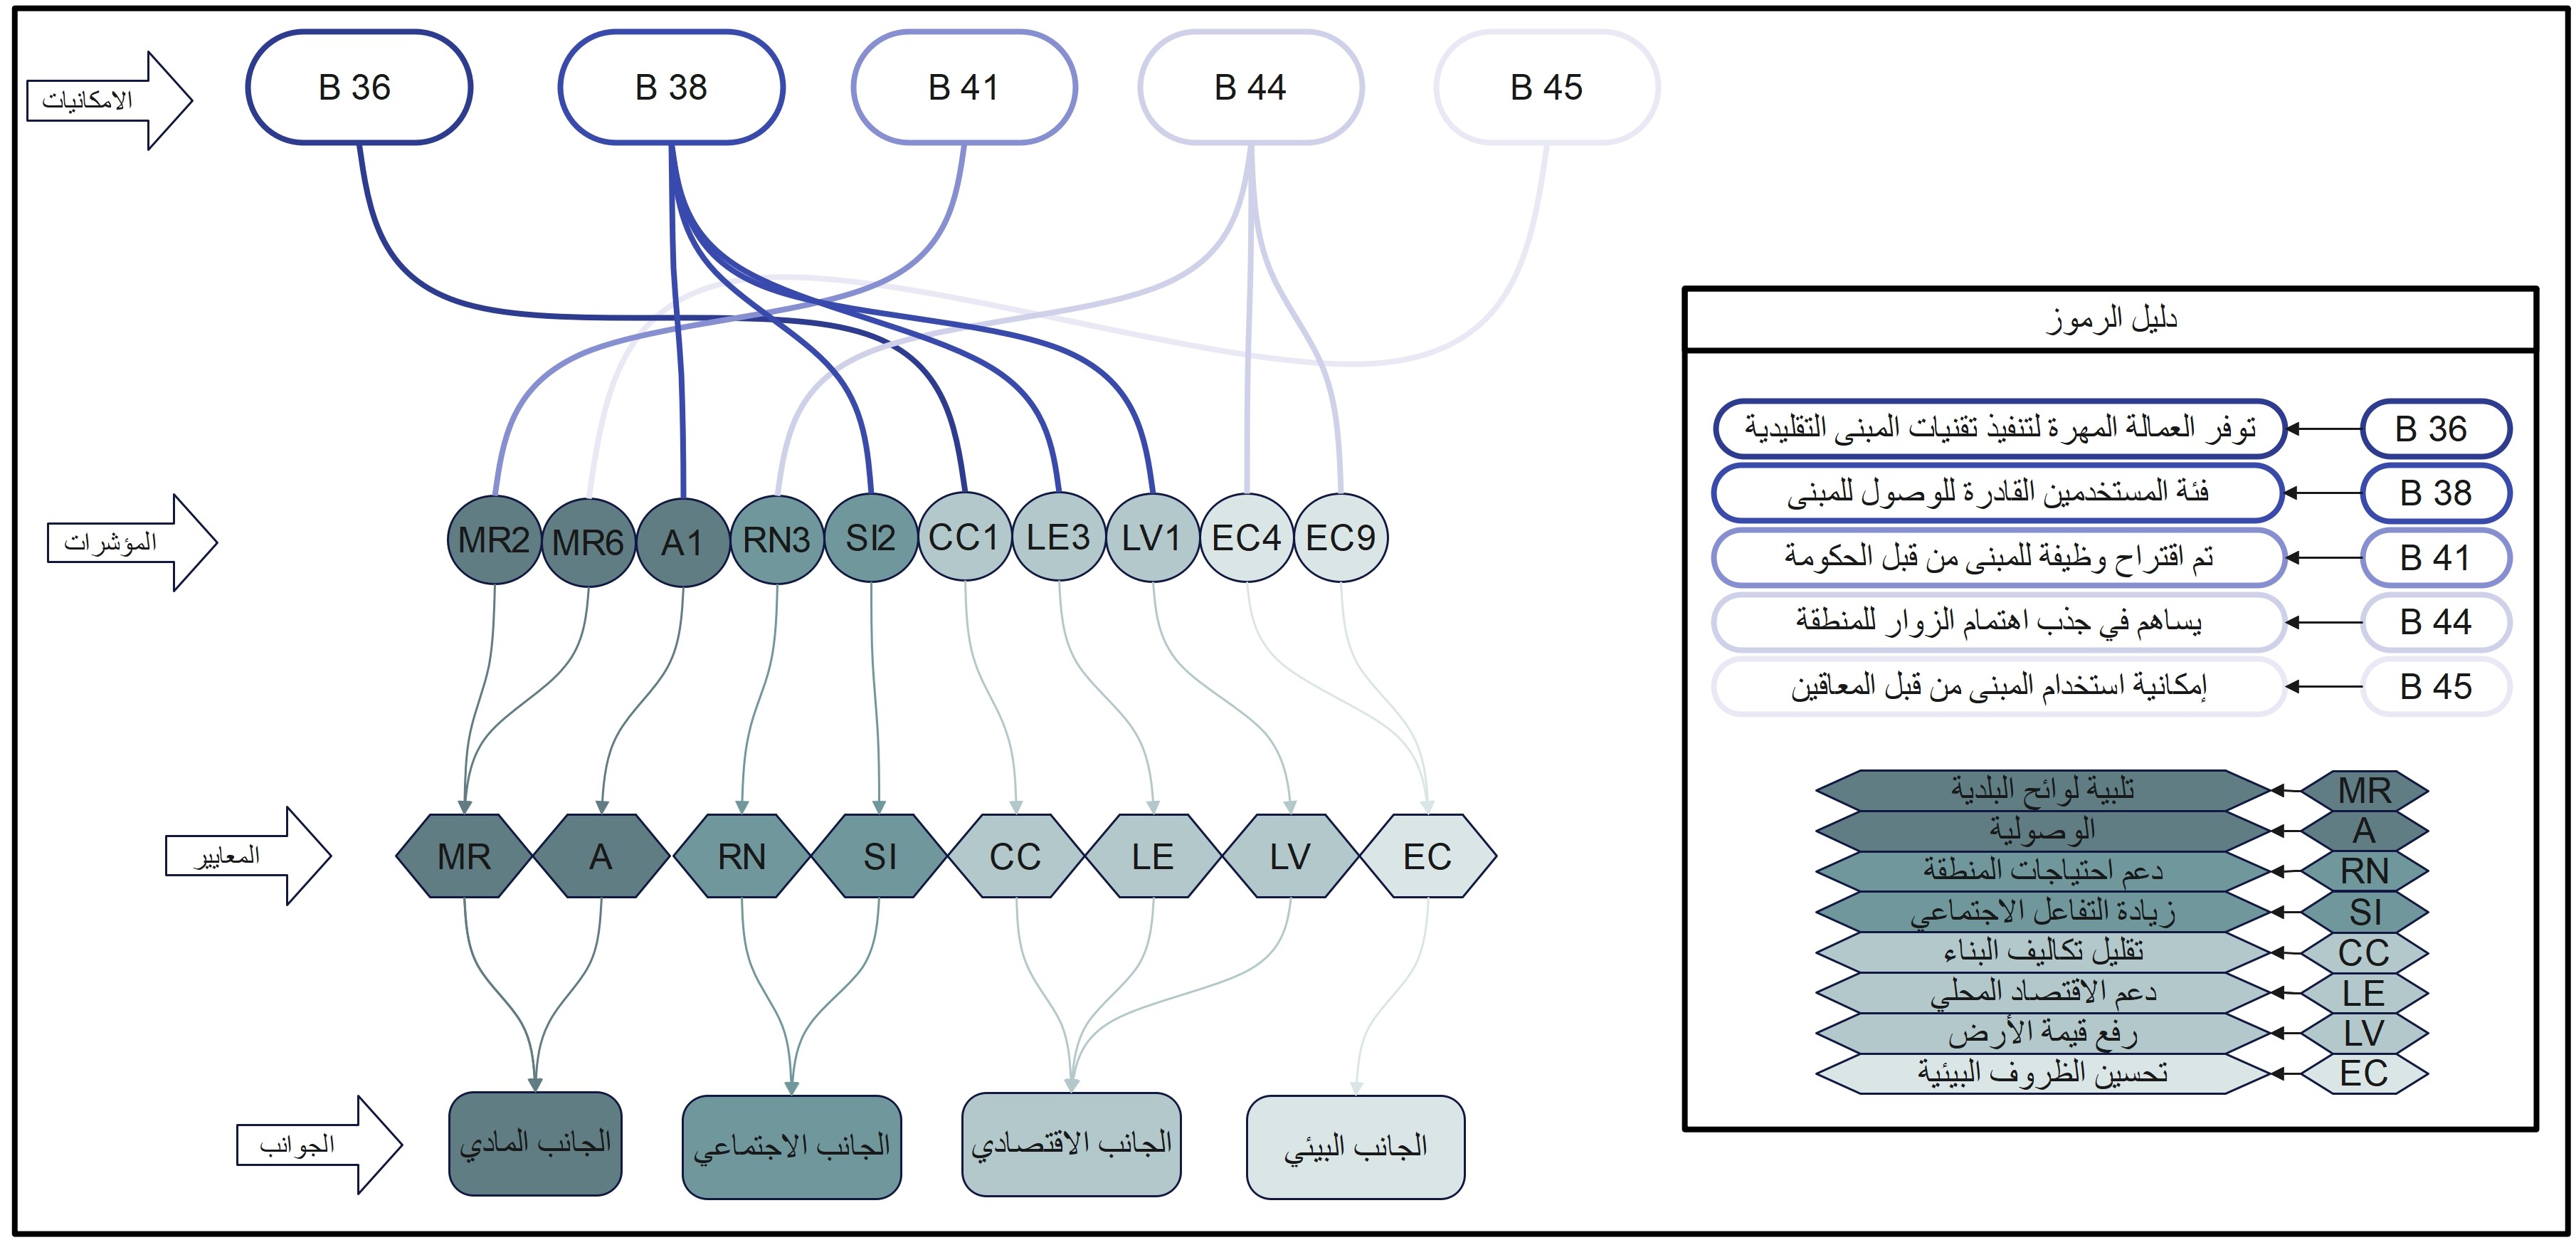 الامكانيات
B 36
B 38
B 41
B 44
B 45
المؤشرات
MR2
MR6
A1
RN3
SI2
CC1
LE3
LV1
EC4
EC9
المعايير
MR
A
RN
SI
CC
LE
LV
EC
الجوانب
الجانب المادي
الجانب الاجتماعي
الجانب الاقتصادي
الجانب البيئي
دليل الرموز
B 36
توفر العمالة المهرة لتنفيذ تقنيات المبنى التقليدية
B 38
فئة المستخدمين القادرة للوصول للمبنى
B 41
تم اقتراح وظيفة للمبنى من قبل الحكومة
B 44
يساهم في جذب اهتمام الزوار للمنطقة
B 45
إمكانية استخدام المبنى من قبل المعاقين
MR
تلبية لوائح البلدية
A
الوصولية
RN
دعم احتياجات المنطقة
SI
زيادة التفاعل الاجتماعي
CC
تقليل تكاليف البناء
LE
دعم الاقتصاد المحلي
LV
رفع قيمة الأرض
EC
تحسين الظروف البيئية